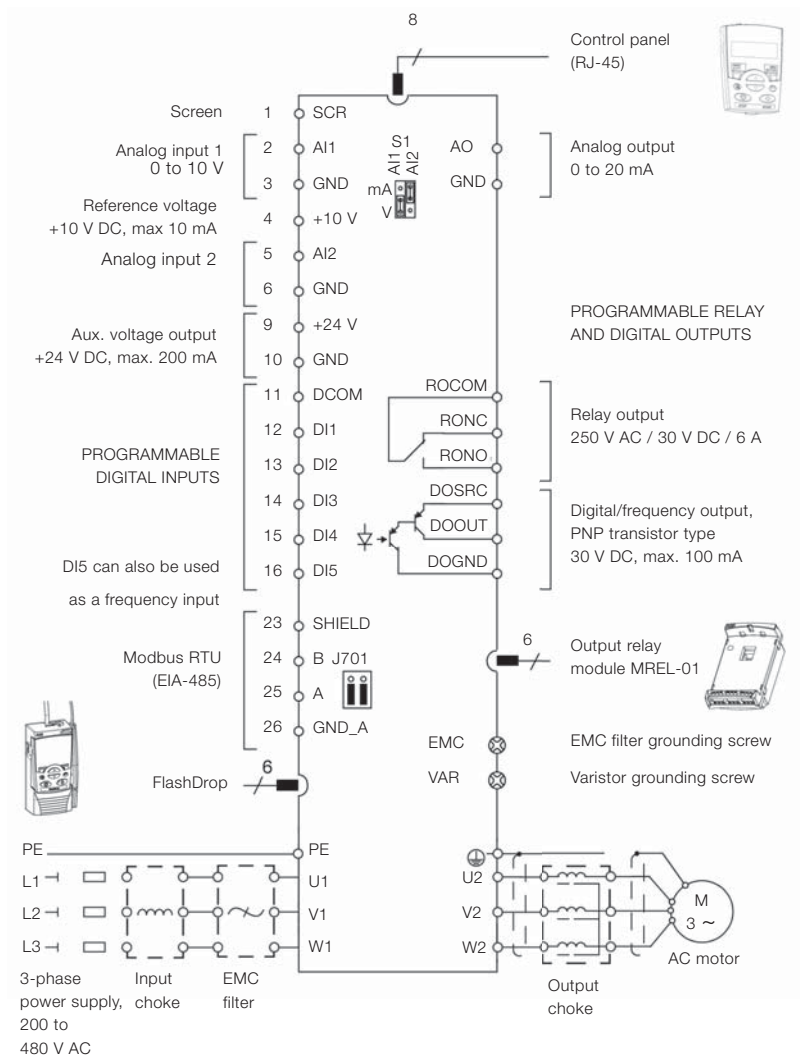 8
Control panel
(RJ-45)
Screen 1 SCR
Analog input 1
0 to 10 V
2 AI1
3 GND
S1
AI1 AI2
mA
V
AO
GND
Analog output
0 to 20 mA
Reference voltage
+10 V DC, max 10 mA
4 +10 V
Analog input 2
5 AI2
6 GND
Aux. voltage output
+24 V DC, max. 200 mA
9 +24 V
10 GND
PROGRAMMABLE RELAY
AND DIGITAL OUTPUTS
PROGRAMMABLE
DIGITAL INPUTS
11 DCOM
12 DI1
13 DI2
14 DI3
15 DI4
16 DI5
DI5 can also be used
as a frequency input
ROCOM
RONC
RONO
Relay output
250 V AC / 30 V DC / 6 A
DOSRC
DOOUT
DOGND
Digital/frequency output,
PNP transistor type
30 V DC, max. 100 mA
Modbus RTU
(EIA-485)
23 SHIELD
24 B J701
25 A
26 GND_A
6
Output relay
module MREL-01
EMC EMC filter grounding screw
VAR Varistor grounding screw
FlashDrop 6
PE PE
L1 U1 U2
L2 V1 V2
L3 W1 W2
M
3 ~
AC motor
3-phase
power supply,
200 to
480 V AC
Input
choke
EMC
filter
Output
choke